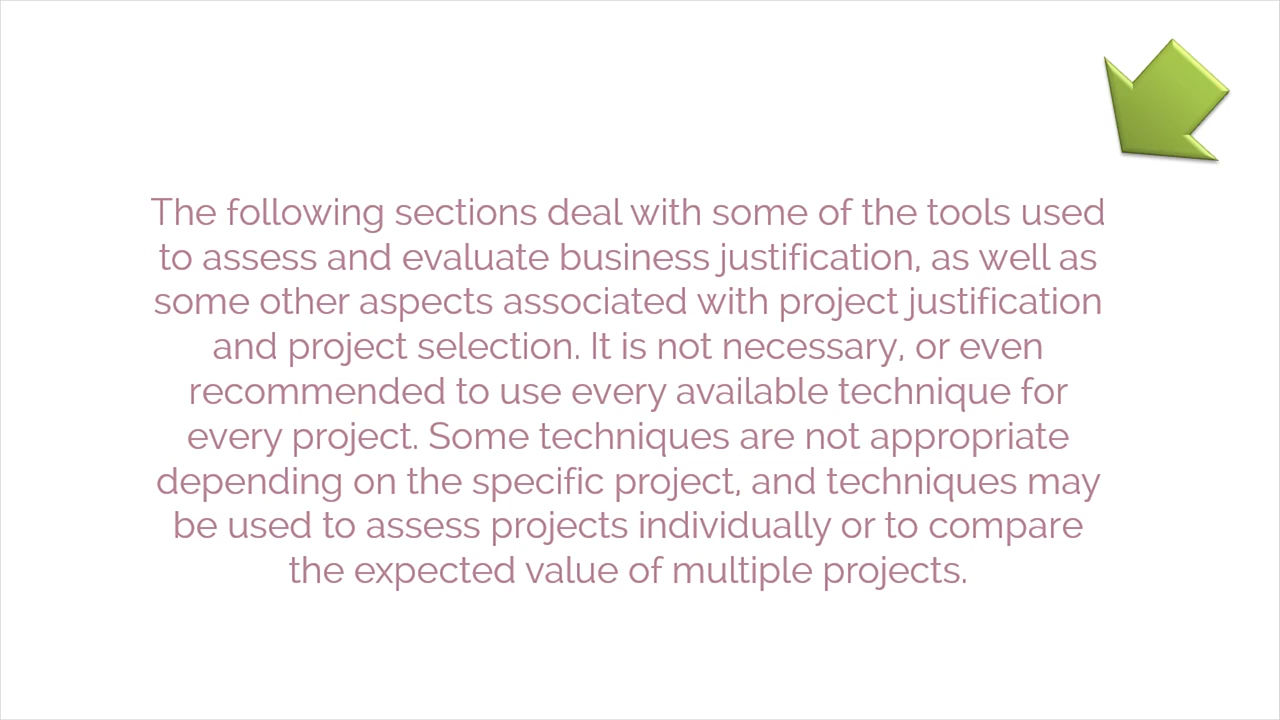 The following sections deal with some of the tools used
to assess and evaluate business justification, as well as
some other aspects associated with project justification
and project selection. It is not necessary, or even
recommended to use every available technique for
every project. Some techniques are not appropriate
depending on the specific project, and techniques may
be used to assess projects individually or to compare
the expected value of multiple projects.